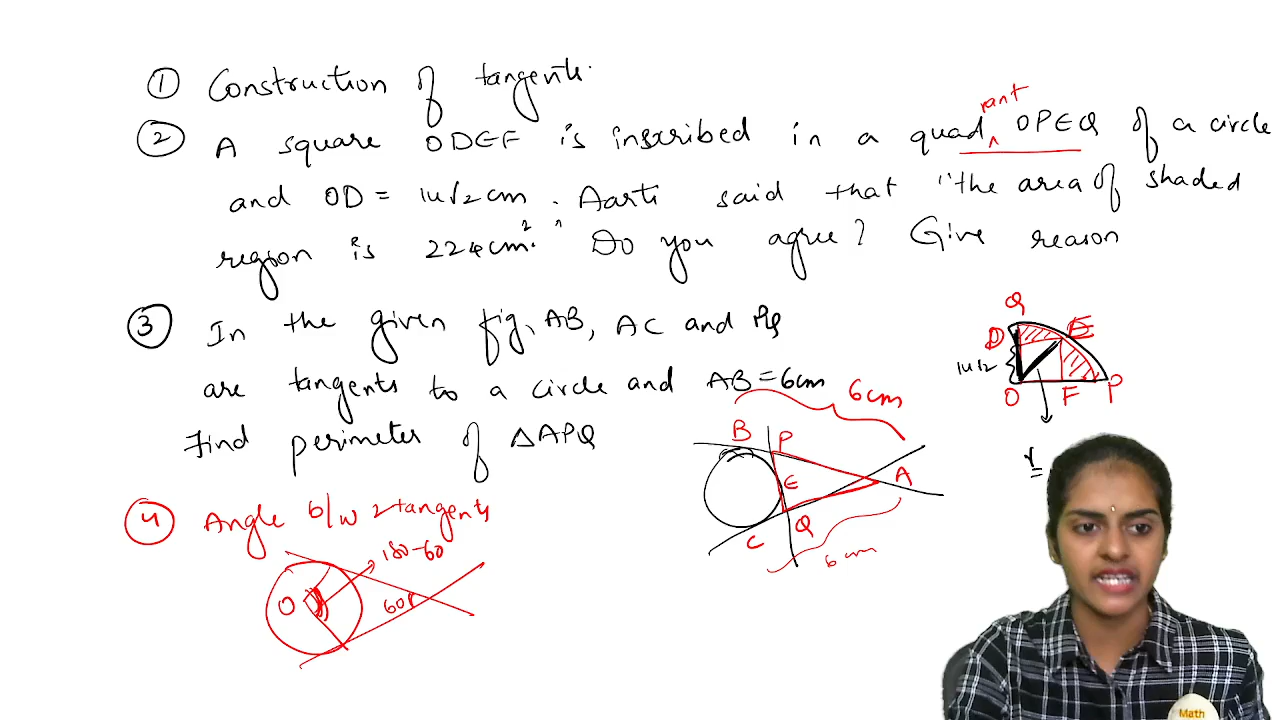 ① Construction of tangents.
② A square ODEF is inscribed in a quadrant OPEQ of a circle
and OD = 14√2 cm. Aarti said that "the area of shaded
region is 224cm²." Do you agree? Give reason
③ In the given fig, AB, AC and PQ
are tangents to a circle and AB = 6cm
Find perimeter of △APQ
④ Angle b/w 2 tangents
180-60
O
60
Q
D E
14√2
O F P
r
6cm
B P
E A
C Q
6 cm
Math